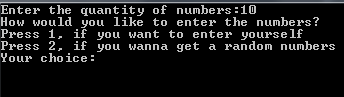 Enter the quantity of numbers:10
How would you like to enter the numbers?
Press 1, if you want to enter yourself
Press 2, if you wanna get a random numbers
Your choice: